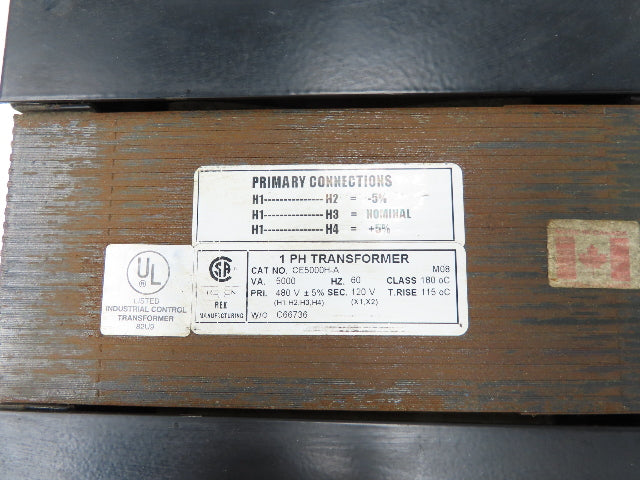 PRIMARY CONNECTIONS
H1---------------H2 = -5%
H1---------------H3 = NOMINAL
H1---------------H4 = +5%
UL
LISTED
INDUSTRIAL CONTROL
TRANSFORMER
82U9
REX
MANUFACTURING
1 PH TRANSFORMER
CAT NO. CE5000H-A M08
VA. 5000 HZ. 60 CLASS 180 oC
PRI. 480 V ± 5% SEC. 120 V T.RISE 115 oC
(H1,H2,H3,H4) (X1,X2)
W/O C66736